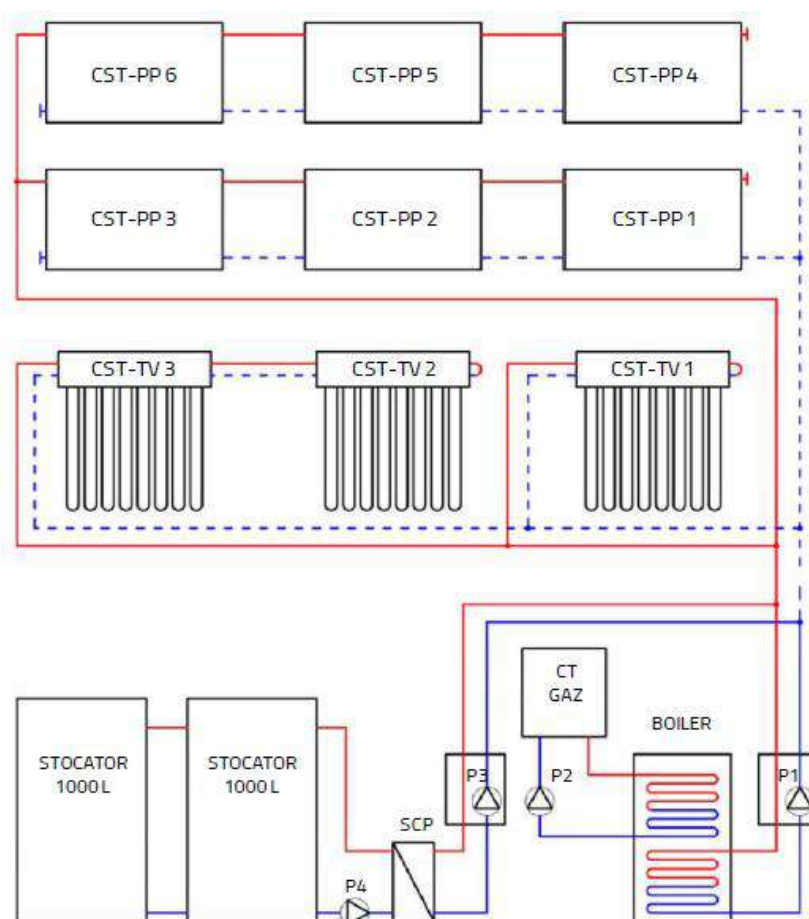 CST-PP 6
CST-PP 5
CST-PP 4
CST-PP 3
CST-PP 2
CST-PP 1
CST-TV 3
CST-TV 2
CST-TV 1
CT
GAZ
BOILER
STOCATOR
1000 L
STOCATOR
1000 L
P3
P2
P1
SCP
P4